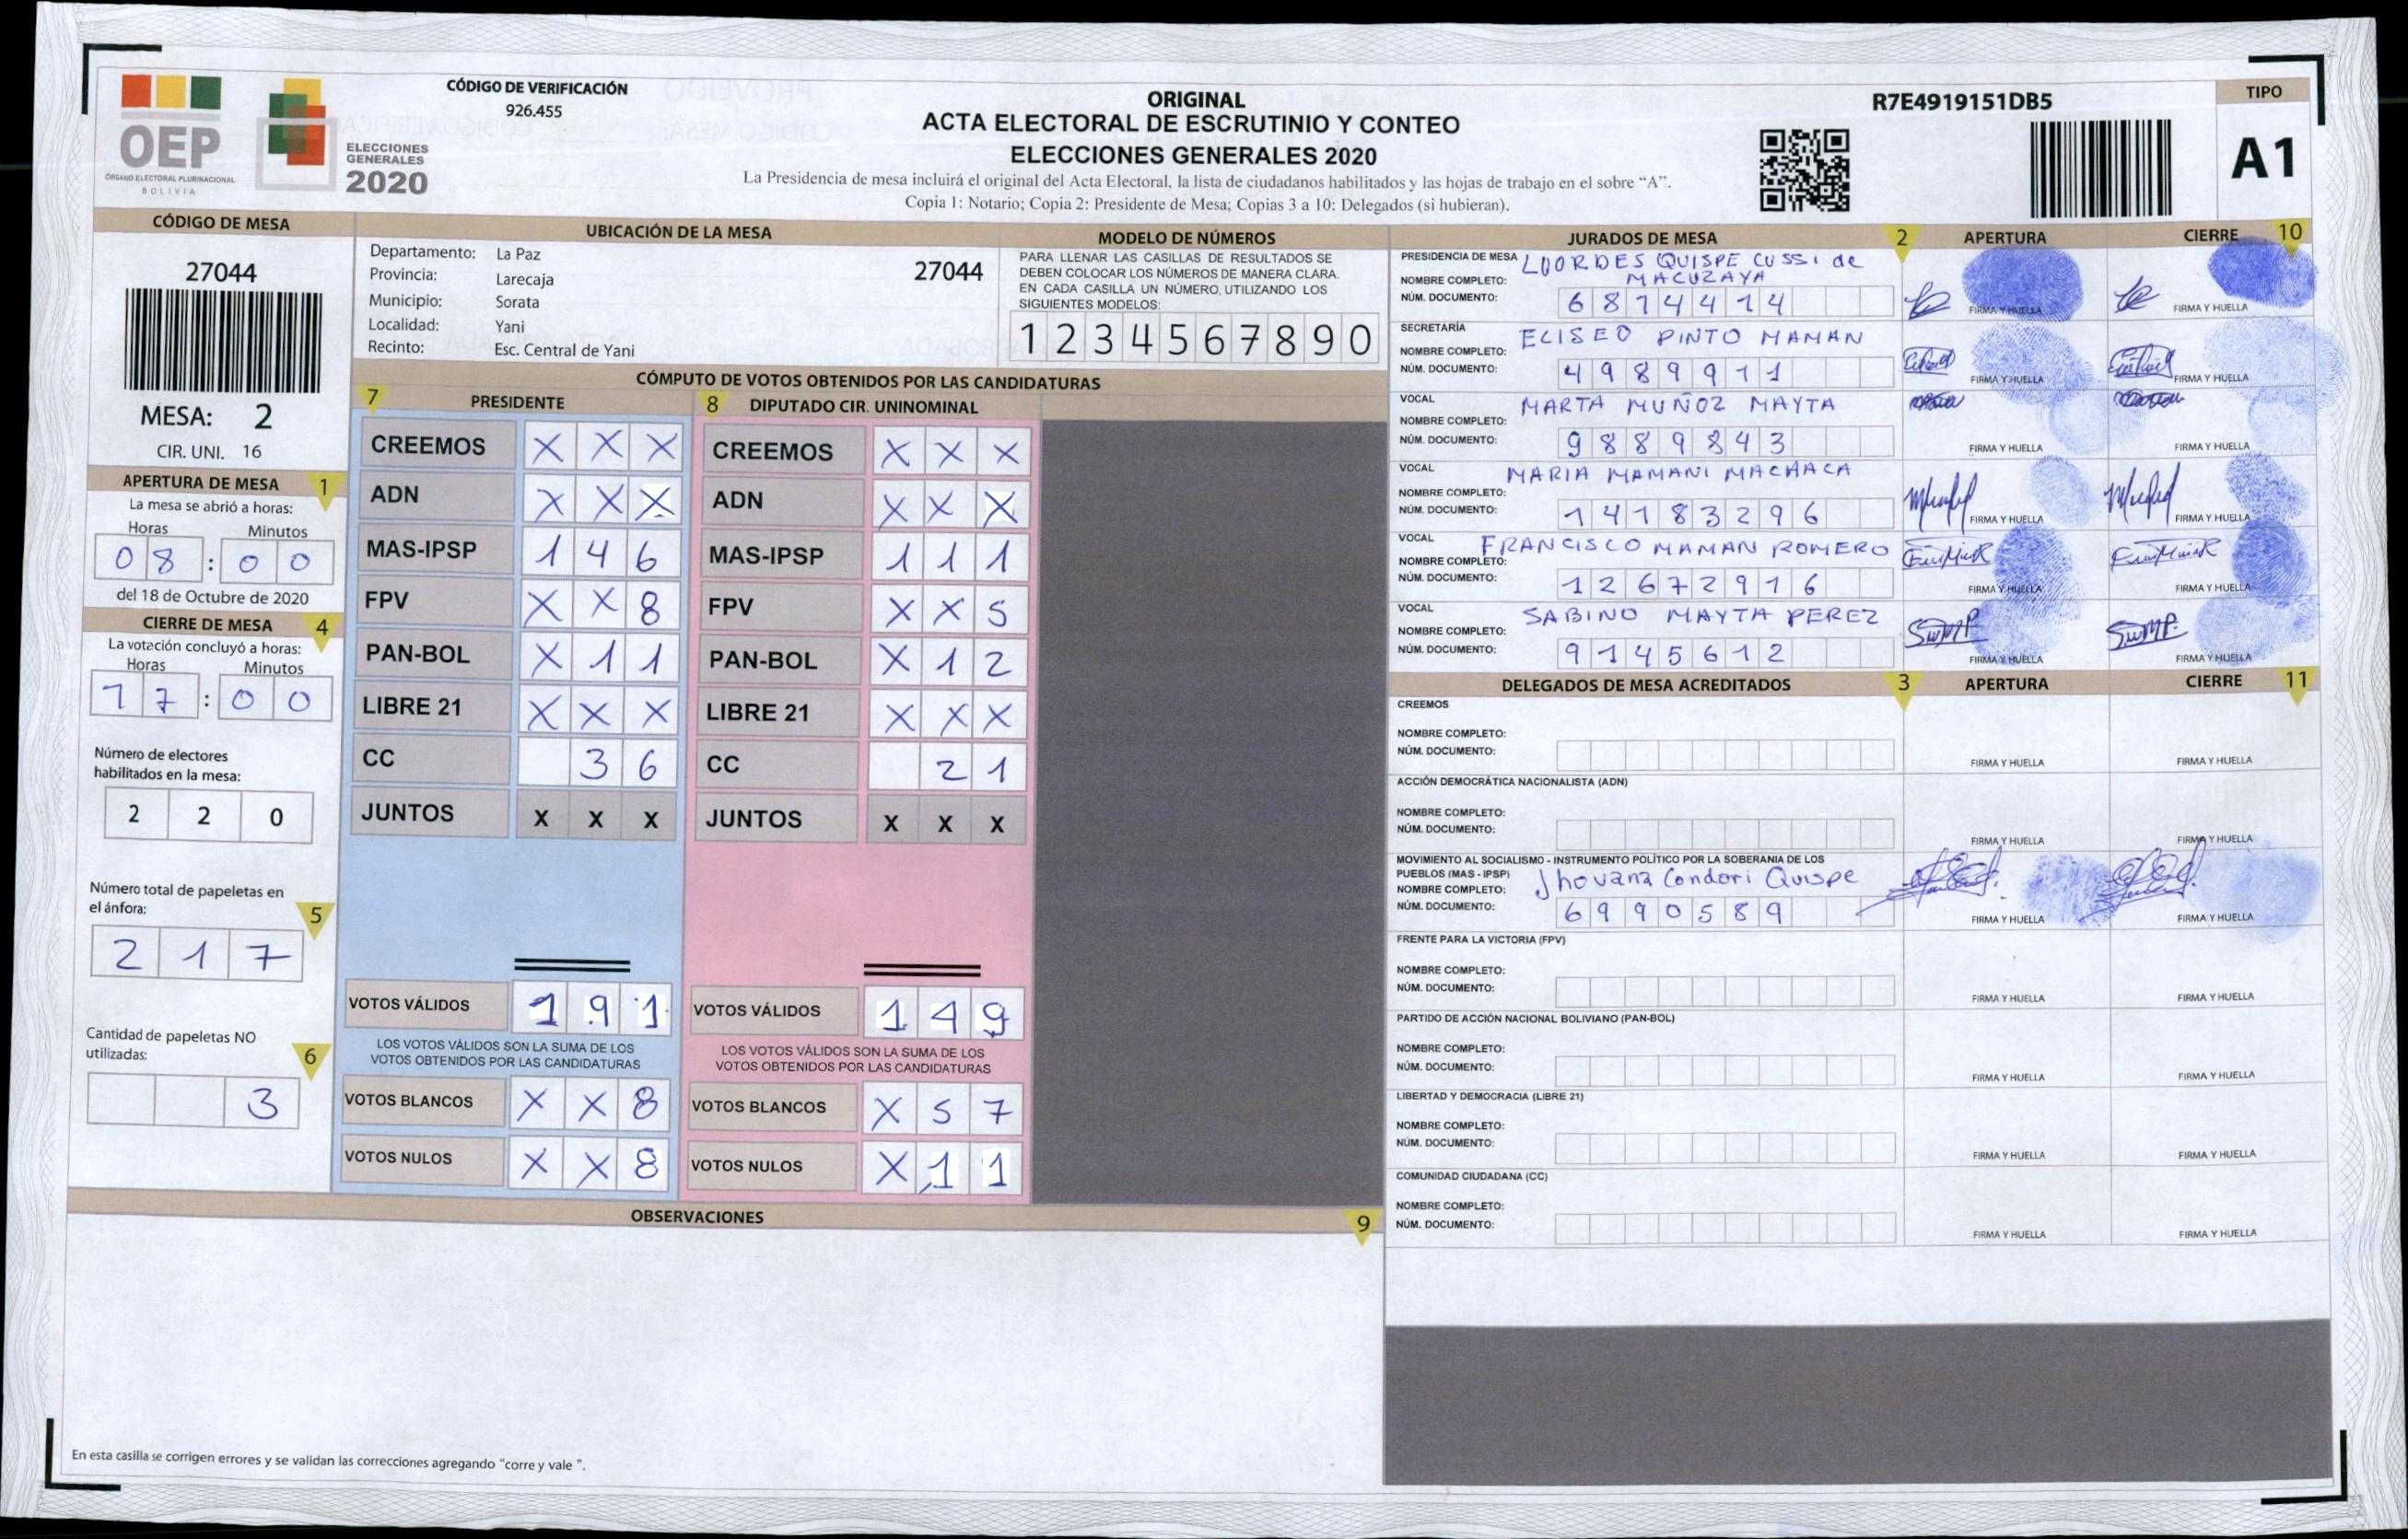 CÓDIGO DE VERIFICACIÓN
926.455
OEP
ÓRGANO ELECTORAL PLURINACIONAL
BOLIVIA
ELECCIONES
GENERALES
2020
ORIGINAL
ACTA ELECTORAL DE ESCRUTINIO Y CONTEO
ELECCIONES GENERALES 2020
La Presidencia de mesa incluirá el original del Acta Electoral, la lista de ciudadanos habilitados y las hojas de trabajo en el sobre “A”.
Copia 1: Notario; Copia 2: Presidente de Mesa; Copias 3 a 10: Delegados (si hubieran).
R7E4919151DB5
TIPO
A1
CÓDIGO DE MESA
27044
MESA: 2
CIR. UNI. 16
APERTURA DE MESA 1
La mesa se abrió a horas:
Horas Minutos
08 : 00
del 18 de Octubre de 2020
CIERRE DE MESA 4
La votación concluyó a horas:
Horas Minutos
17 : 00
Número de electores
habilitados en la mesa:
2 2 0
Número total de papeletas en
el ánfora:
5
2 1 7
Cantidad de papeletas NO
utilizadas:
6
3
UBICACIÓN DE LA MESA
Departamento: La Paz
Provincia: Larecaja
Municipio: Sorata
Localidad: Yani
Recinto: Esc. Central de Yani
27044
MODELO DE NÚMEROS
PARA LLENAR LAS CASILLAS DE RESULTADOS SE
DEBEN COLOCAR LOS NÚMEROS DE MANERA CLARA.
EN CADA CASILLA UN NÚMERO, UTILIZANDO LOS
SIGUIENTES MODELOS:
1 2 3 4 5 6 7 8 9 0
CÓMPUTO DE VOTOS OBTENIDOS POR LAS CANDIDATURAS
7 PRESIDENTE
CREEMOS X X X
ADN X X X
MAS-IPSP 1 4 6
FPV X X 8
PAN-BOL X 1 1
LIBRE 21 X X X
CC 3 6
JUNTOS X X X
VOTOS VÁLIDOS 1 9 1
LOS VOTOS VÁLIDOS SON LA SUMA DE LOS
VOTOS OBTENIDOS POR LAS CANDIDATURAS
VOTOS BLANCOS X X 8
VOTOS NULOS X X 8
8 DIPUTADO CIR. UNINOMINAL
CREEMOS X X X
ADN X X X
MAS-IPSP 1 1 1
FPV X X 5
PAN-BOL X 1 2
LIBRE 21 X X X
CC 2 1
JUNTOS X X X
VOTOS VÁLIDOS 1 4 9
LOS VOTOS VÁLIDOS SON LA SUMA DE LOS
VOTOS OBTENIDOS POR LAS CANDIDATURAS
VOTOS BLANCOS X 5 7
VOTOS NULOS X 1 1
OBSERVACIONES 9
En esta casilla se corrigen errores y se validan las correcciones agregando “corre y vale ”.
JURADOS DE MESA 2 APERTURA CIERRE 10
PRESIDENCIA DE MESA LOURDES QUISPE CUSSI de
NOMBRE COMPLETO: MACUZAYA
NÚM. DOCUMENTO: 6874474
FIRMA Y HUELLA FIRMA Y HUELLA
SECRETARÍA
NOMBRE COMPLETO: ELISEO PINTO MAMAN
NÚM. DOCUMENTO: 4989911
FIRMA Y HUELLA FIRMA Y HUELLA
VOCAL
NOMBRE COMPLETO: MARTA MUÑOZ MAYTA
NÚM. DOCUMENTO: 9889843
FIRMA Y HUELLA FIRMA Y HUELLA
VOCAL
NOMBRE COMPLETO: MARIA MAMANI MACHACA
NÚM. DOCUMENTO: 14183296
FIRMA Y HUELLA FIRMA Y HUELLA
VOCAL
NOMBRE COMPLETO: FRANCISCO MAMAN ROMERO
NÚM. DOCUMENTO: 12672916
FIRMA Y HUELLA FIRMA Y HUELLA
VOCAL
NOMBRE COMPLETO: SABINO MAYTA PEREZ
NÚM. DOCUMENTO: 9145612
FIRMA Y HUELLA FIRMA Y HUELLA
DELEGADOS DE MESA ACREDITADOS 3 APERTURA CIERRE 11
CREEMOS
NOMBRE COMPLETO:
NÚM. DOCUMENTO:
FIRMA Y HUELLA FIRMA Y HUELLA
ACCIÓN DEMOCRÁTICA NACIONALISTA (ADN)
NOMBRE COMPLETO:
NÚM. DOCUMENTO:
FIRMA Y HUELLA FIRMA Y HUELLA
MOVIMIENTO AL SOCIALISMO - INSTRUMENTO POLÍTICO POR LA SOBERANIA DE LOS
PUEBLOS (MAS - IPSP)
NOMBRE COMPLETO: Jhovana Condori Quispe
NÚM. DOCUMENTO: 6990589
FIRMA Y HUELLA FIRMA Y HUELLA
FRENTE PARA LA VICTORIA (FPV)
NOMBRE COMPLETO:
NÚM. DOCUMENTO:
FIRMA Y HUELLA FIRMA Y HUELLA
PARTIDO DE ACCIÓN NACIONAL BOLIVIANO (PAN-BOL)
NOMBRE COMPLETO:
NÚM. DOCUMENTO:
FIRMA Y HUELLA FIRMA Y HUELLA
LIBERTAD Y DEMOCRACIA (LIBRE 21)
NOMBRE COMPLETO:
NÚM. DOCUMENTO:
FIRMA Y HUELLA FIRMA Y HUELLA
COMUNIDAD CIUDADANA (CC)
NOMBRE COMPLETO:
NÚM. DOCUMENTO:
FIRMA Y HUELLA FIRMA Y HUELLA